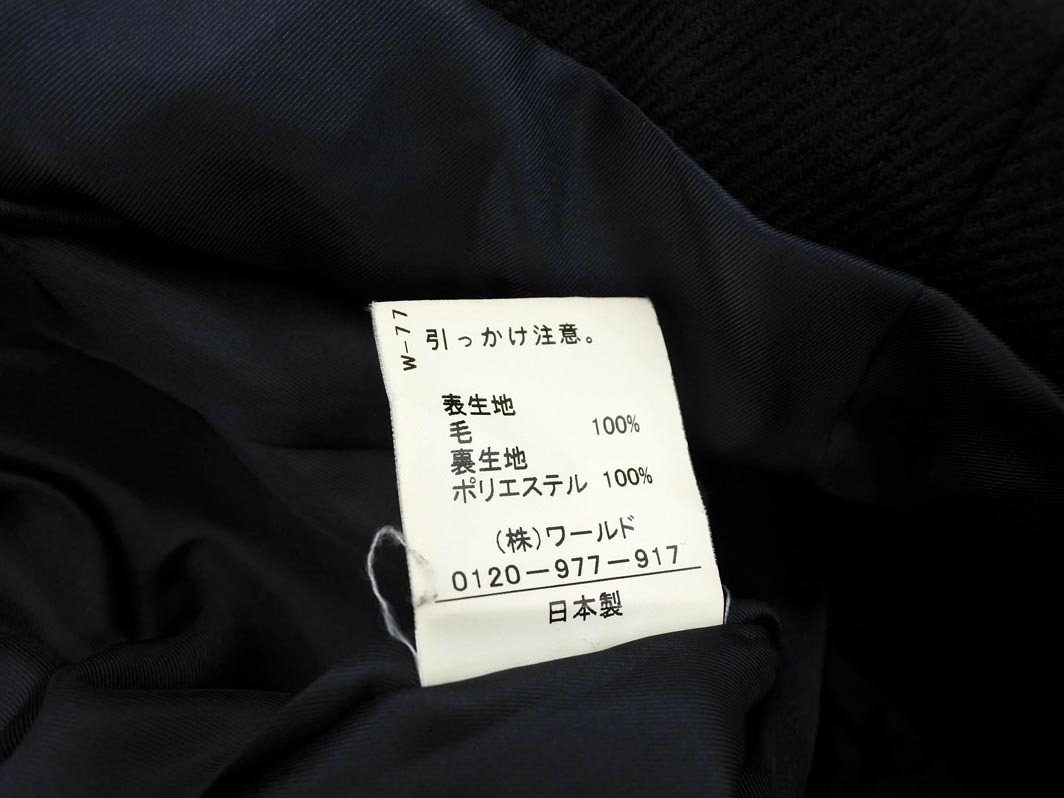 W-77
引っかけ注意。
表生地
毛 100%
裏生地
ポリエステル 100%
(株)ワールド
0120-977-917
日本製